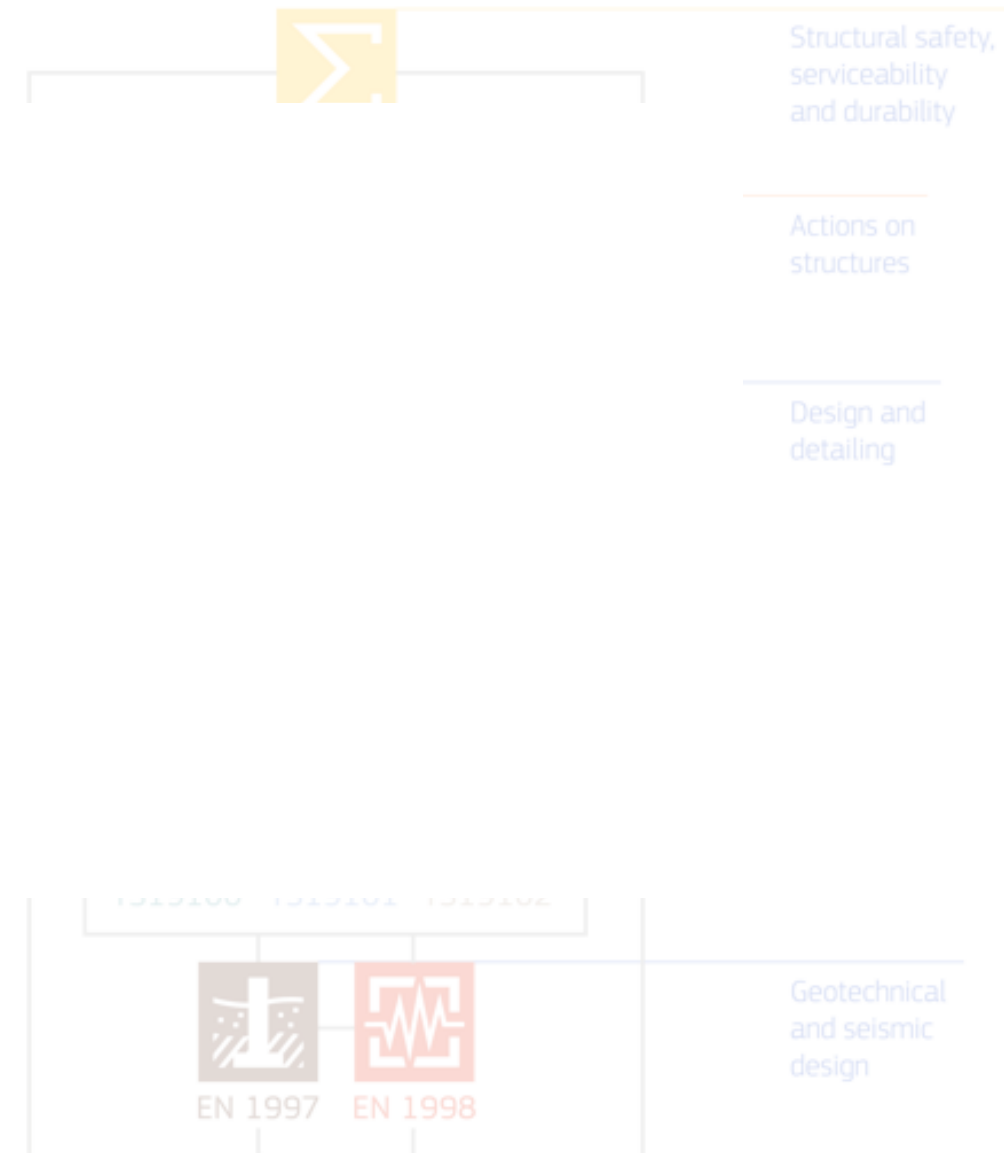 Structural safety,
serviceability
and durability
Actions on
structures
Design and
detailing
Geotechnical
and seismic
design
EN 1997 EN 1998